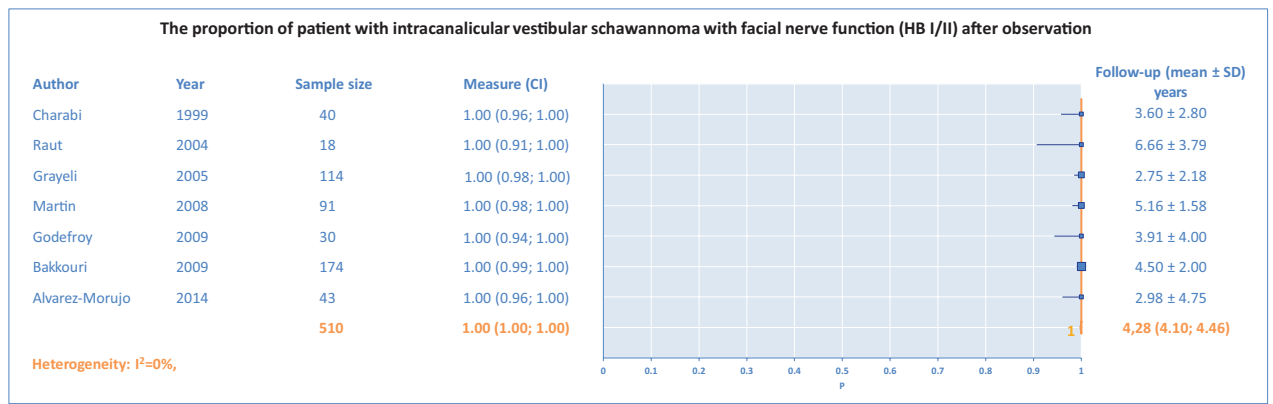 The proportion of patient with intracanalicular vestibular schawannoma with facial nerve function (HB I/II) after observation
Author Year Sample size Measure (CI) Follow-up (mean ± SD) years
Charabi 1999 40 1.00 (0.96; 1.00) 3.60 ± 2.80
Raut 2004 18 1.00 (0.91; 1.00) 6.66 ± 3.79
Grayeli 2005 114 1.00 (0.98; 1.00) 2.75 ± 2.18
Martin 2008 91 1.00 (0.98; 1.00) 5.16 ± 1.58
Godefroy 2009 30 1.00 (0.94; 1.00) 3.91 ± 4.00
Bakkouri 2009 174 1.00 (0.99; 1.00) 4.50 ± 2.00
Alvarez-Morujo 2014 43 1.00 (0.96; 1.00) 2.98 ± 4.75
510 1.00 (1.00; 1.00) 1 4,28 (4.10; 4.46)
Heterogeneity: I²=0%,
0 0.1 0.2 0.3 0.4 0.5 0.6 0.7 0.8 0.9 1
P